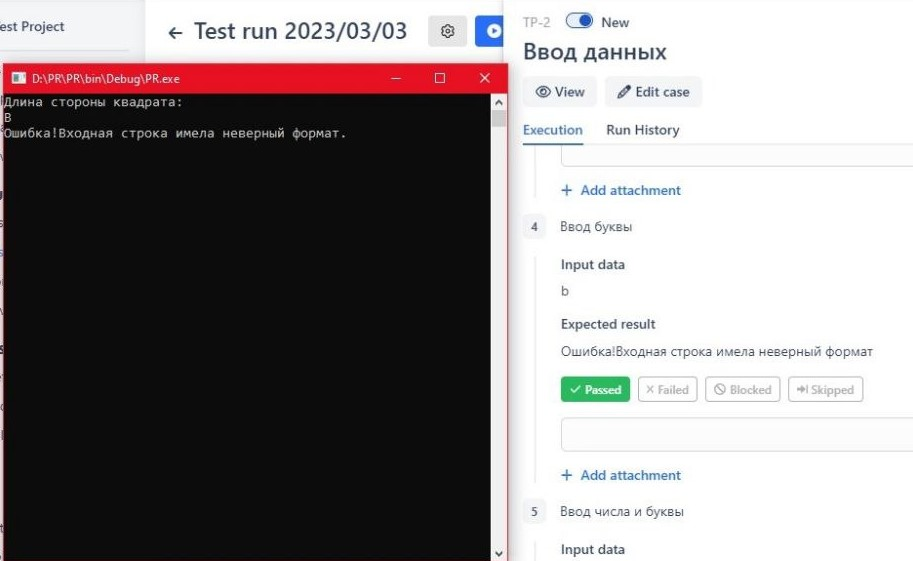 est Project
← Test run 2023/03/03
D:\PR\PR\bin\Debug\PR.exe
Длина стороны квадрата:
В
Ошибка!Входная строка имела неверный формат.
TP-2 New
Ввод данных
View Edit case
Execution Run History
+ Add attachment
4 Ввод буквы
Input data
b
Expected result
Ошибка!Входная строка имела неверный формат
Passed Failed Blocked Skipped
+ Add attachment
5 Ввод числа и буквы
Input data